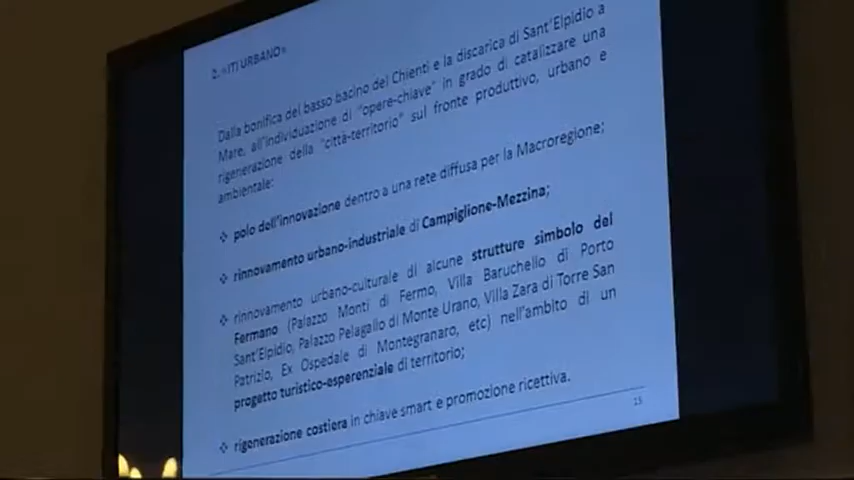 2. «ITI URBANO»
Dalla bonifica del basso bacino del Chienti e la discarica di Sant'Elpidio a
Mare, all'individuazione di "opere-chiave" in grado di catalizzare una
rigenerazione della "città-territorio" sul fronte produttivo, urbano e
ambientale:
❖ polo dell'innovazione dentro a una rete diffusa per la Macroregione;
❖ rinnovamento urbano-industriale di Campiglione-Mezzina;
❖ rinnovamento urbano-culturale di alcune strutture simbolo del
Fermano (Palazzo Monti di Fermo, Villa Baruchello di Porto
Sant'Elpidio, Palazzo Pelagallo di Monte Urano, Villa Zara di Torre San
Patrizio, Ex Ospedale di Montegranaro, etc) nell'ambito di un
progetto turistico-esperenziale di territorio;
❖ rigenerazione costiera in chiave smart e promozione ricettiva.
15